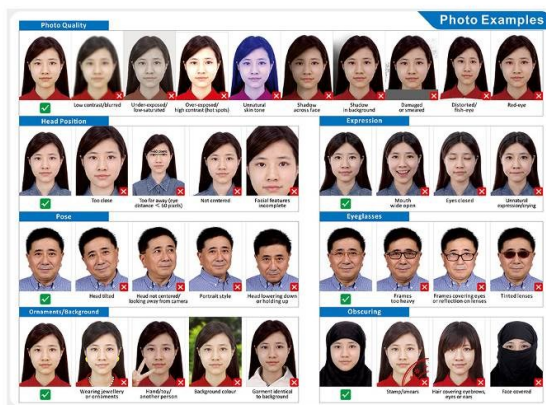 Photo Examples
Photo Quality
Low contrast/blurred
Under-exposed/
low-saturated
Over-exposed/
high contrast (hot spots)
Unnatural
skin tone
Shadow
across face
Shadow
in background
Damaged
or smeared
Distorted/
fish-eye
Red-eye
Head Position
Too close
Too far away (eye
distance < 60 pixels)
Not centered
Facial features
incomplete
Expression
Mouth
wide open
Eyes closed
Unnatural
expression/crying
Pose
Head tilted
Head not centered/
looking away from camera
Portrait style
Head lowering down
or holding up
Eyeglasses
Frames
too heavy
Frames covering eyes
or reflection on lenses
Tinted lenses
Ornaments/Background
Wearing jewellery
or ornaments
Hand/toy/
another person
Background colour
Garment identical
to background
Obscuring
Stamp/smears
Hair covering eyebrows,
eyes or ears
Face covered